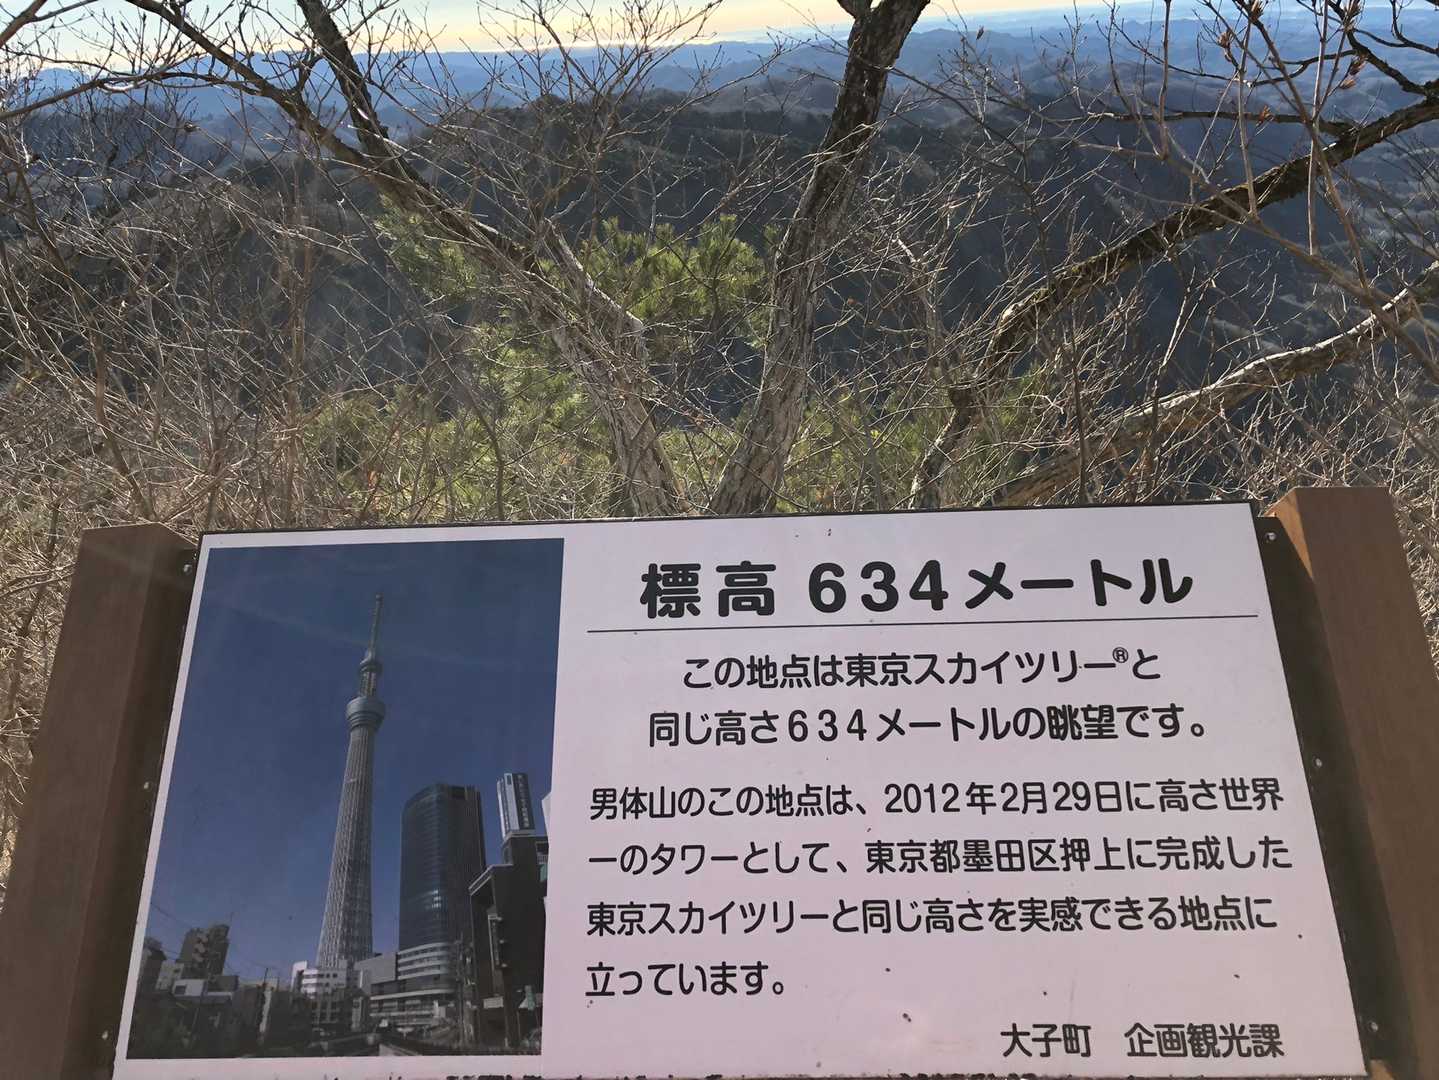 標高 634メートル
この地点は東京スカイツリー®と
同じ高さ634メートルの眺望です。
男体山のこの地点は、2012年2月29日に高さ世界
一のタワーとして、東京都墨田区押上に完成した
東京スカイツリーと同じ高さを実感できる地点に
立っています。
大子町　企画観光課